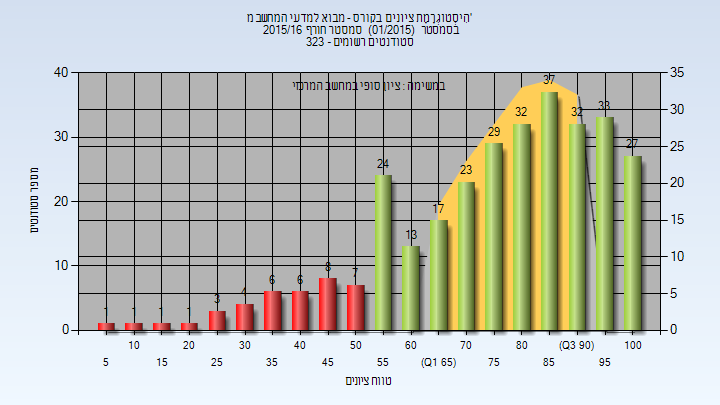 היסטוגרמת ציונים בקורס - מבוא למדעי המחשב מ'
בסמסטר (01/2015) סמסטר חורף 2015/16
סטודנטים רשומים - 323
במשימה : ציון סופי במחשב המרכזי
מספר סטודנטים
40
30
20
10
0
35
30
25
20
15
10
5
0
1 1 1 1 3 4 6 6 8 7 24 13 17 23 29 32 37 32 33 27
10 20 30 40 50 60 70 80 (Q3 90) 100
5 15 25 35 45 55 (Q1 65) 75 85 95
טווח ציונים